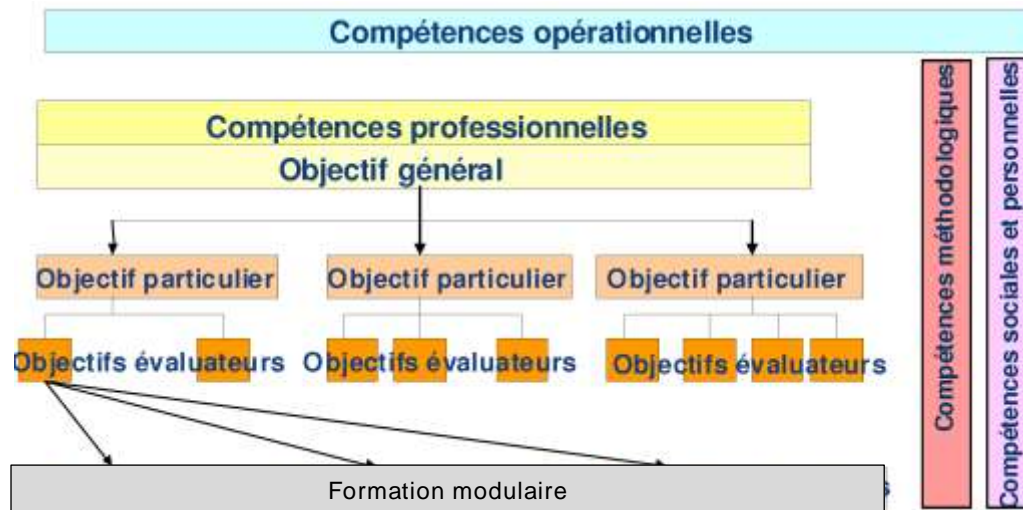 Compétences opérationnelles
Compétences professionnelles
Objectif général
Objectif particulier
Objectif particulier
Objectif particulier
Objectifs évaluateurs
Objectifs évaluateurs
Objectifs évaluateurs
Formation modulaire
Compétences méthodologiques
Compétences sociales et personnelles